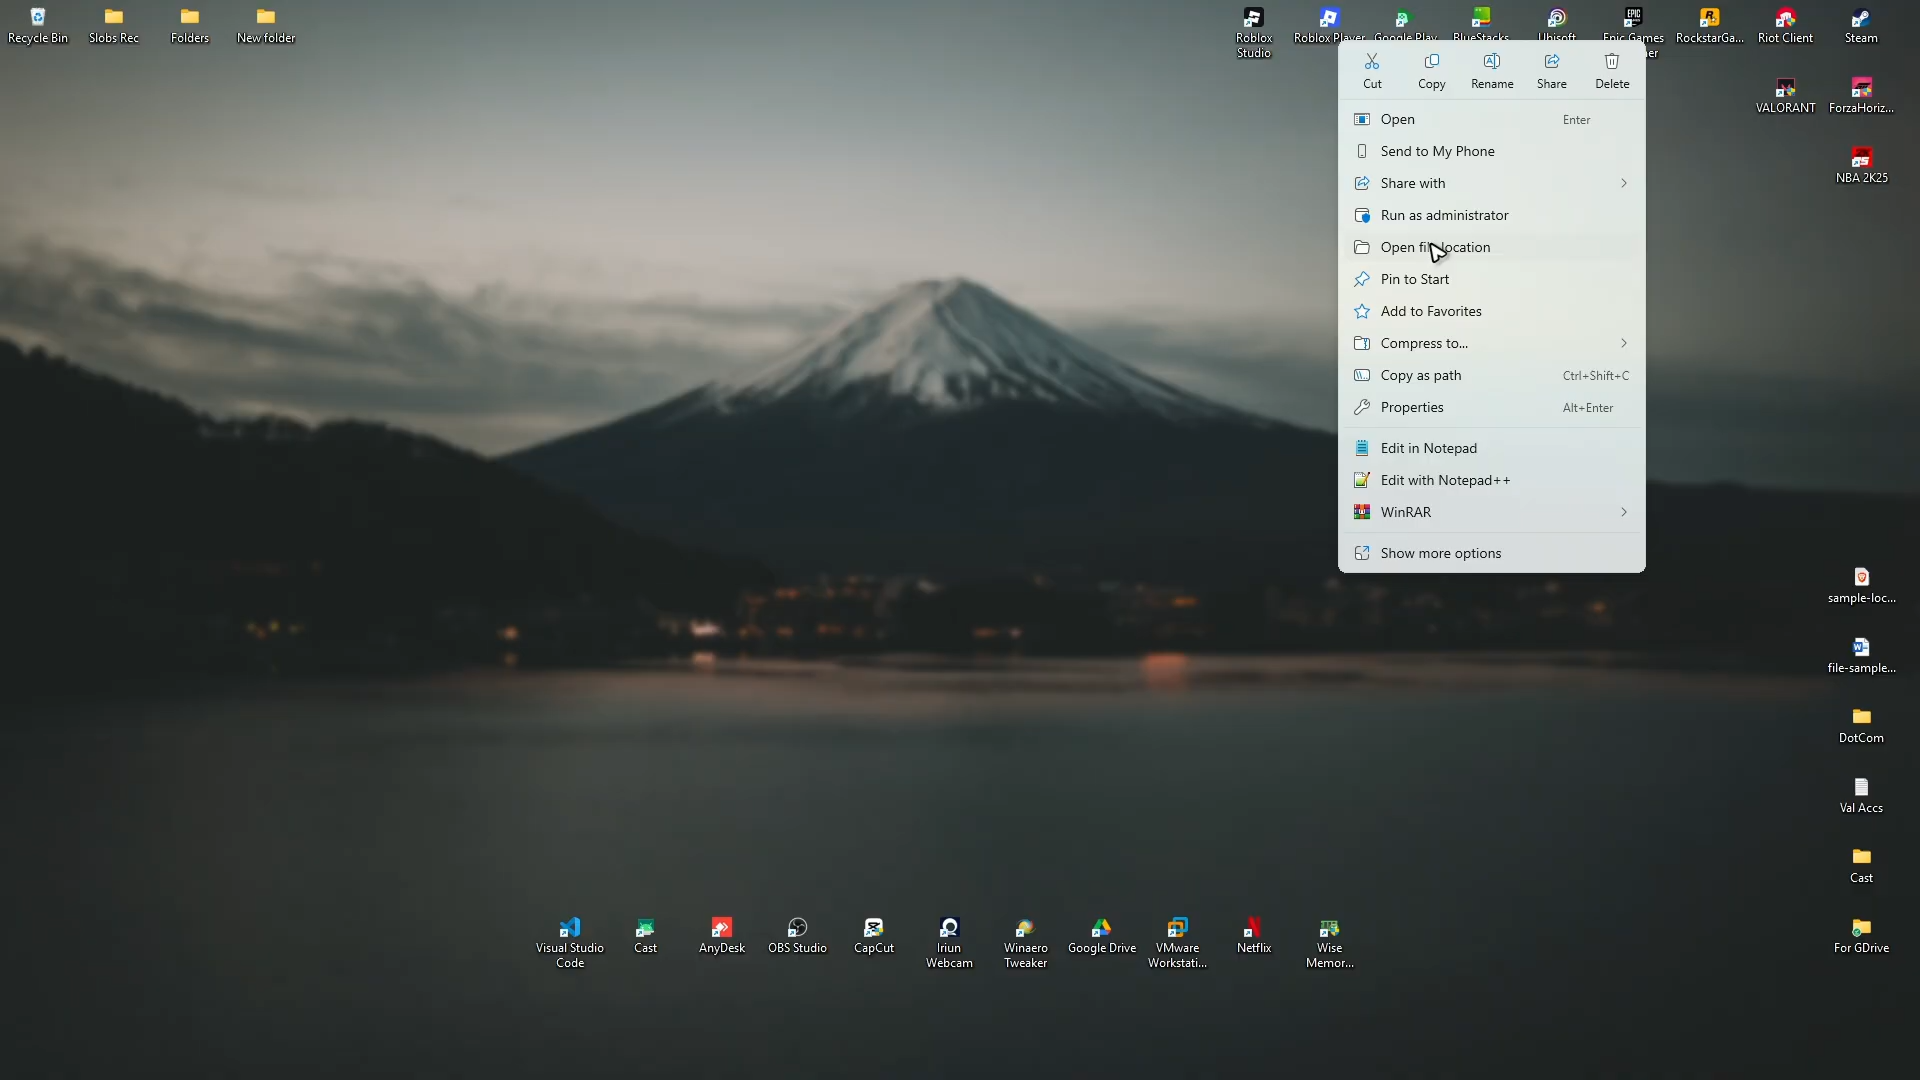 Recycle Bin
Slobs Rec
Folders
New folder
Roblox
Studio
Roblox Player
Google Play
BlueStacks
Ubisoft
Epic Games
RockstarGa...
Riot Client
Steam
VALORANT
ForzaHoriz...
NBA 2K25
Cut
Copy
Rename
Share
Delete
Open Enter
Send to My Phone
Share with
Run as administrator
Open file location
Pin to Start
Add to Favorites
Compress to...
Copy as path Ctrl+Shift+C
Properties Alt+Enter
Edit in Notepad
Edit with Notepad++
WinRAR
Show more options
sample-loc...
file-sample...
DotCom
Val Accs
Cast
For GDrive
Visual Studio
Code
Cast
AnyDesk
OBS Studio
CapCut
Iriun
Webcam
Winaero
Tweaker
Google Drive
VMware
Workstati...
Netflix
Wise
Memor...